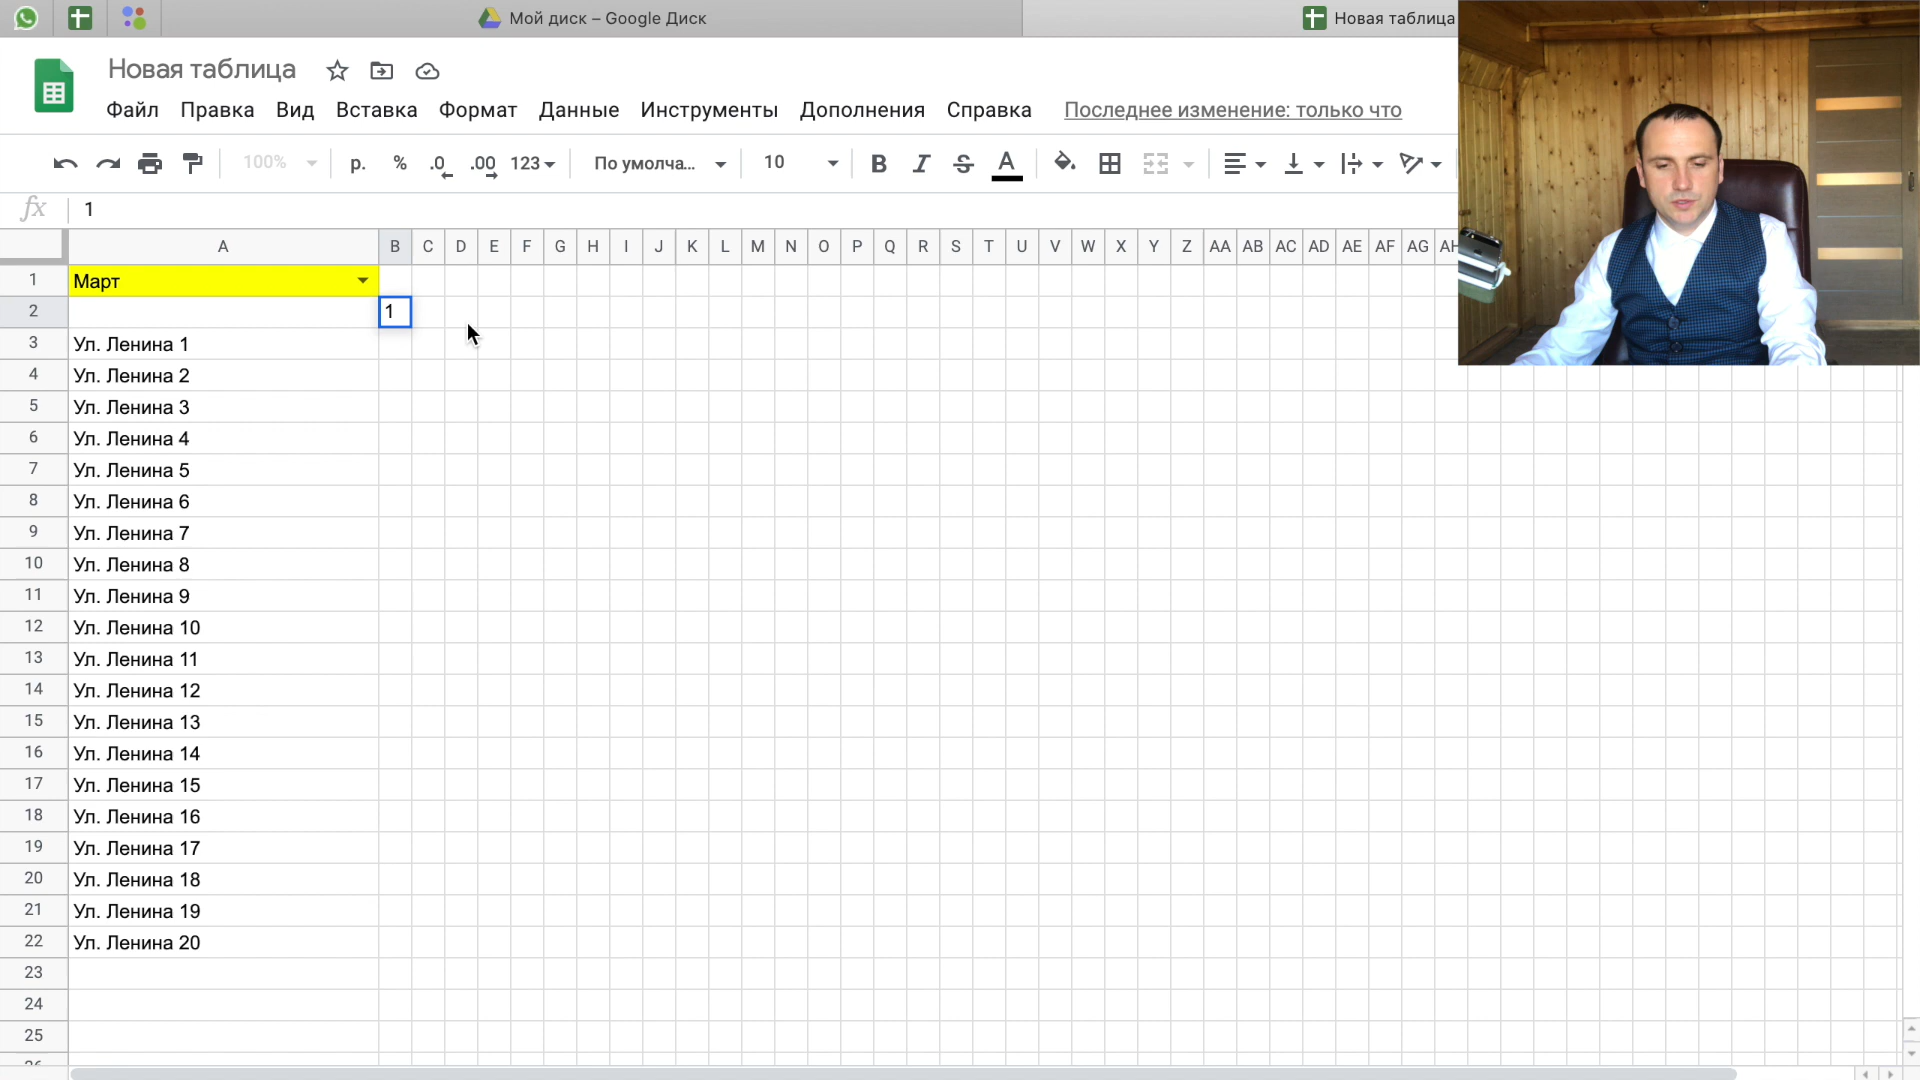 Мой диск – Google Диск
Новая таблица
Новая таблица
Файл Правка Вид Вставка Формат Данные Инструменты Дополнения Справка Последнее изменение: только что
100% р. % .0 .00 123 По умолча... 10 B I S A
fx 1
A B C D E F G H I J K L M N O P Q R S T U V W X Y Z AA AB AC AD AE AF AG AH
1 Март
2 1
3 Ул. Ленина 1
4 Ул. Ленина 2
5 Ул. Ленина 3
6 Ул. Ленина 4
7 Ул. Ленина 5
8 Ул. Ленина 6
9 Ул. Ленина 7
10 Ул. Ленина 8
11 Ул. Ленина 9
12 Ул. Ленина 10
13 Ул. Ленина 11
14 Ул. Ленина 12
15 Ул. Ленина 13
16 Ул. Ленина 14
17 Ул. Ленина 15
18 Ул. Ленина 16
19 Ул. Ленина 17
20 Ул. Ленина 18
21 Ул. Ленина 19
22 Ул. Ленина 20
23
24
25
26